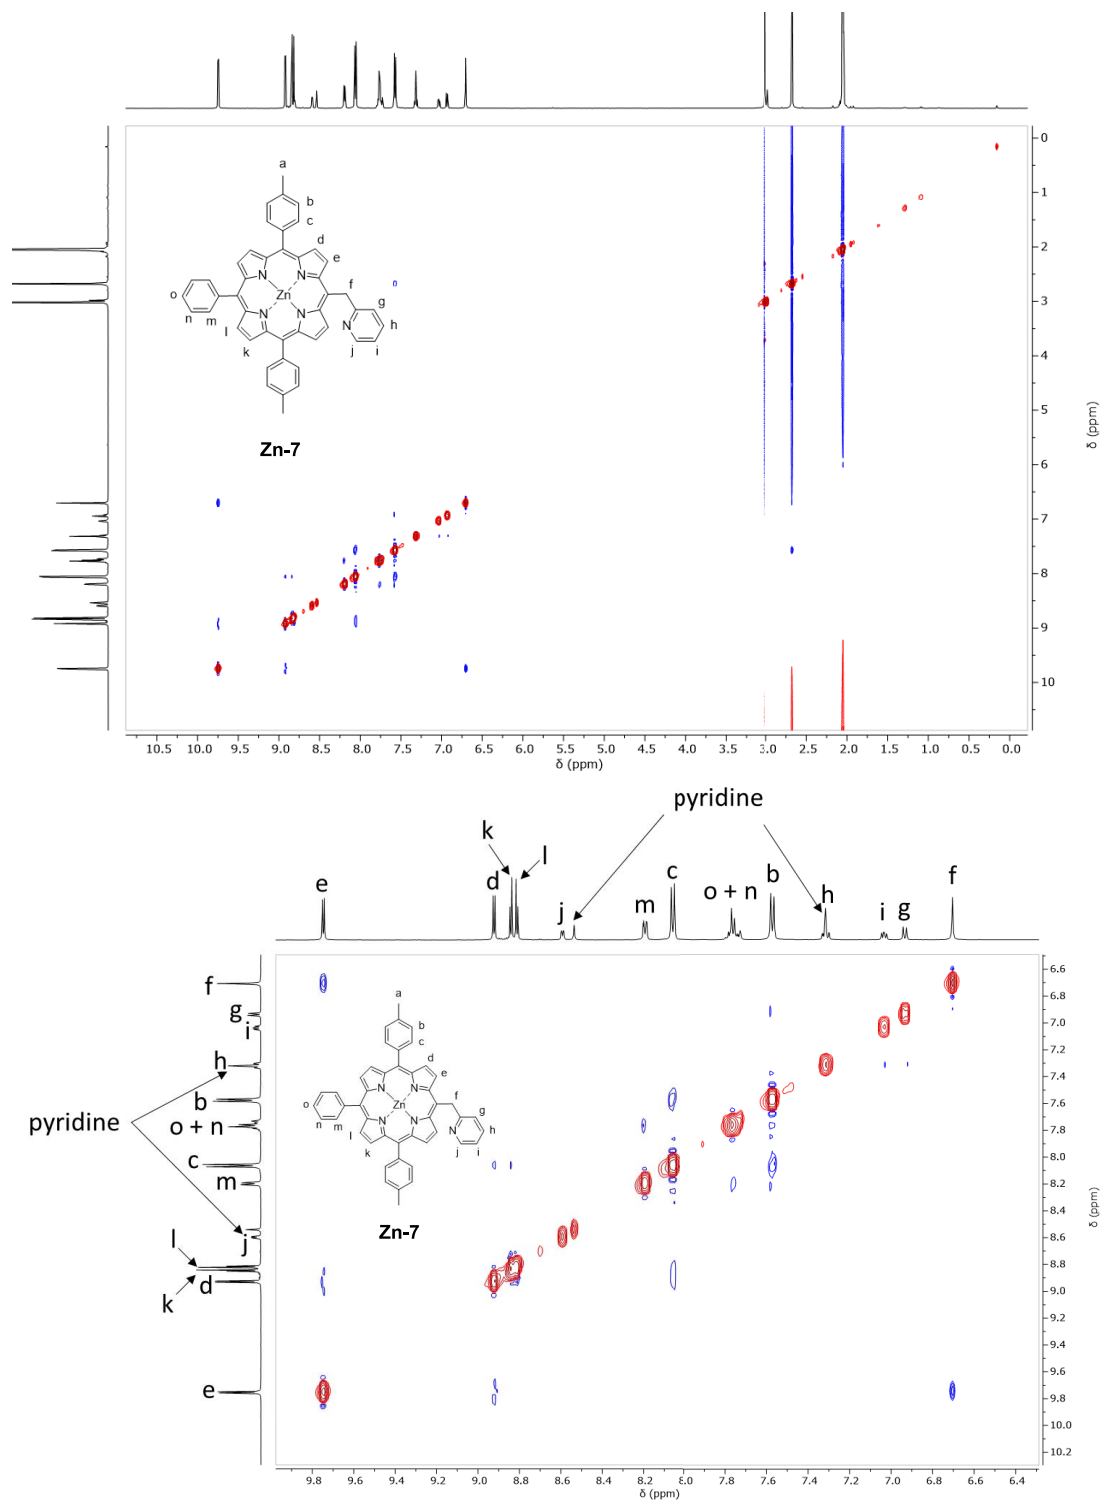 0
1
2
3
4
5
6
7
8
9
10
δ (ppm)
a
b
c
d
e
f
g
h
i
j
k
l
m
n
o
N
N
N
N
N
Zn
Zn-7
10.5 10.0 9.5 9.0 8.5 8.0 7.5 7.0 6.5 6.0 5.5 5.0 4.5 4.0 3.5 3.0 2.5 2.0 1.5 1.0 0.5 0.0
δ (ppm)
pyridine
k
l
e
d
j
m
c
o + n
b
h
i
g
f
f
g
i
h
b
pyridine
o + n
c
m
l
j
d
k
e
a
b
c
d
e
f
g
h
i
j
k
l
m
n
o
N
N
N
N
N
Zn
Zn-7
6.6
6.8
7.0
7.2
7.4
7.6
7.8
8.0
8.2
8.4
8.6
8.8
9.0
9.2
9.4
9.6
9.8
10.0
10.2
δ (ppm)
9.8 9.6 9.4 9.2 9.0 8.8 8.6 8.4 8.2 8.0 7.8 7.6 7.4 7.2 7.0 6.8 6.6 6.4
δ (ppm)